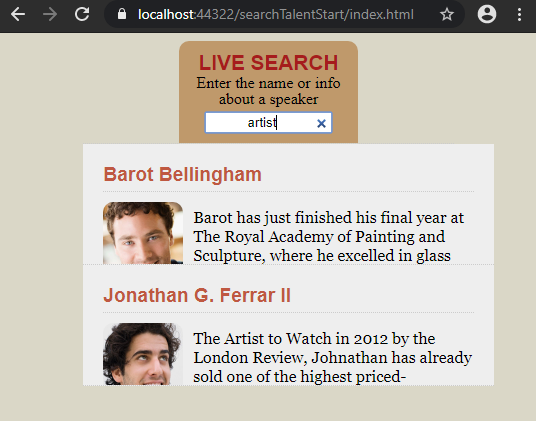 localhost:44322/searchTalentStart/index.html
LIVE SEARCH
Enter the name or info
about a speaker
artist
Barot Bellingham
Barot has just finished his final year at
The Royal Academy of Painting and
Sculpture, where he excelled in glass
Jonathan G. Ferrar II
The Artist to Watch in 2012 by the
London Review, Johnathan has already
sold one of the highest priced-